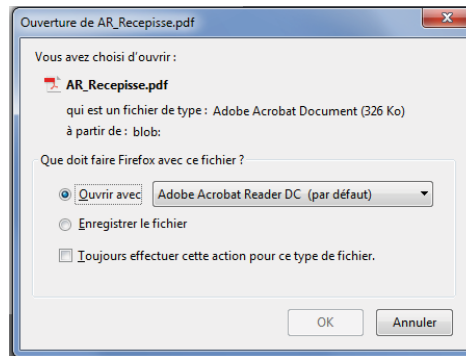 Ouverture de AR_Recepisse.pdf
Vous avez choisi d'ouvrir :
AR_Recepisse.pdf
qui est un fichier de type : Adobe Acrobat Document (326 Ko)
à partir de : blob:
Que doit faire Firefox avec ce fichier ?
Ouvrir avec Adobe Acrobat Reader DC (par défaut)
Enregistrer le fichier
Toujours effectuer cette action pour ce type de fichier.
OK Annuler